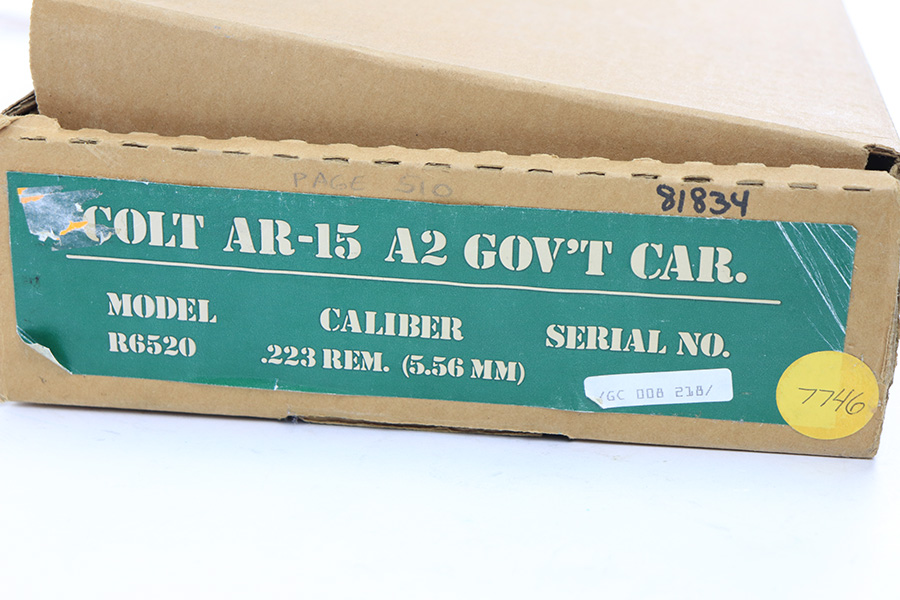 PAGE 510
81834
COLT AR-15 A2 GOV'T CAR.
MODEL
R6520
CALIBER
.223 REM. (5.56 MM)
SERIAL NO.
GC 008 218
7746